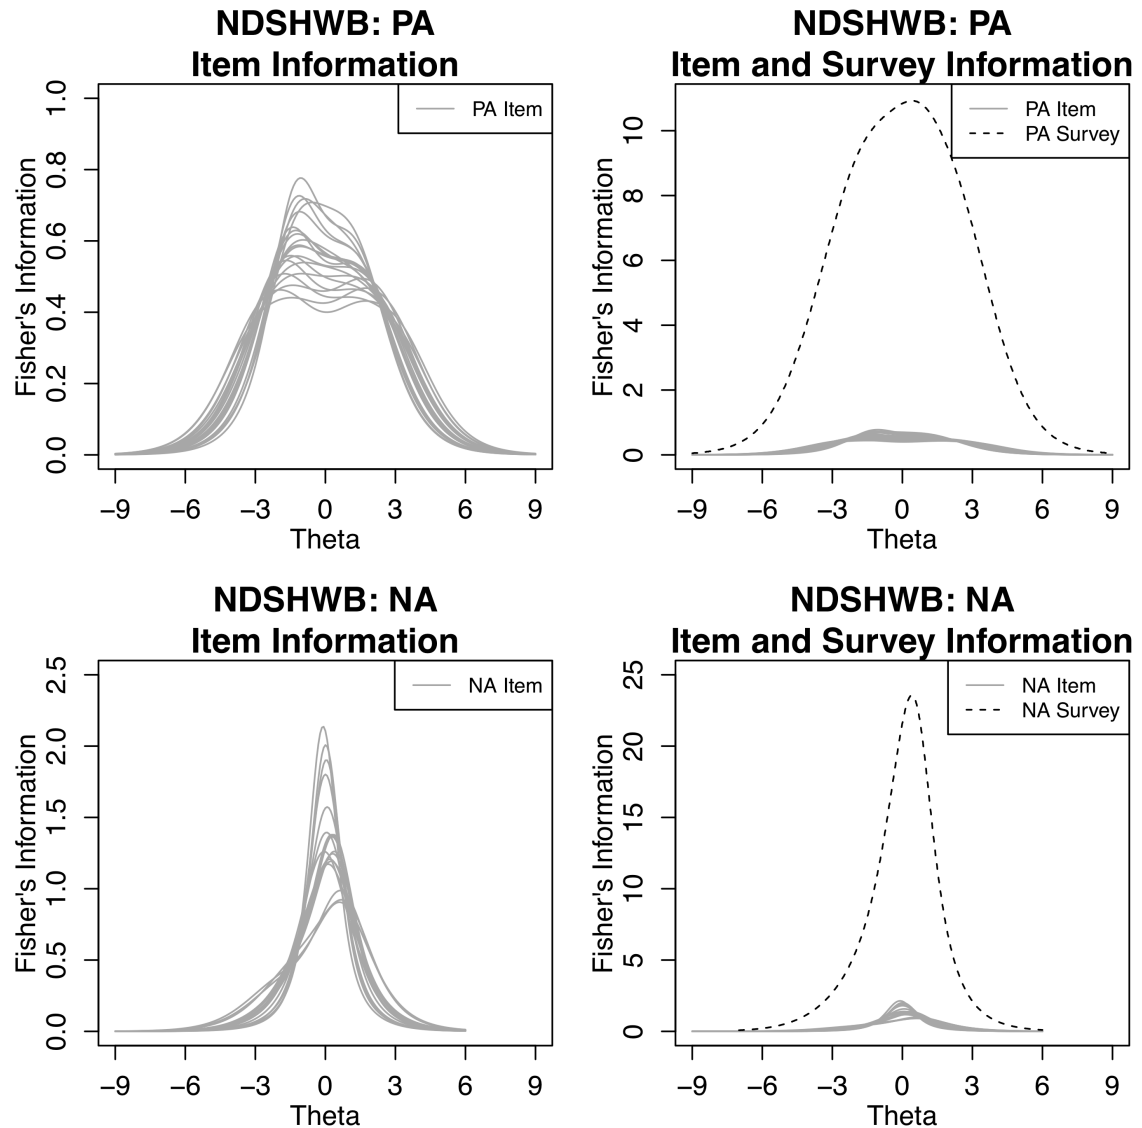 NDSHWB: PA
Item Information
PA Item
1.0
0.8
0.6
0.4
0.2
0.0
Fisher's Information
−9 −6 −3 0 3 6 9
Theta
NDSHWB: PA
Item and Survey Information
PA Item
PA Survey
10
8
6
4
2
0
Fisher's Information
−9 −6 −3 0 3 6 9
Theta
NDSHWB: NA
Item Information
NA Item
2.5
2.0
1.5
1.0
0.5
0.0
Fisher's Information
−9 −6 −3 0 3 6 9
Theta
NDSHWB: NA
Item and Survey Information
NA Item
NA Survey
25
20
15
10
5
0
Fisher's Information
−9 −6 −3 0 3 6 9
Theta